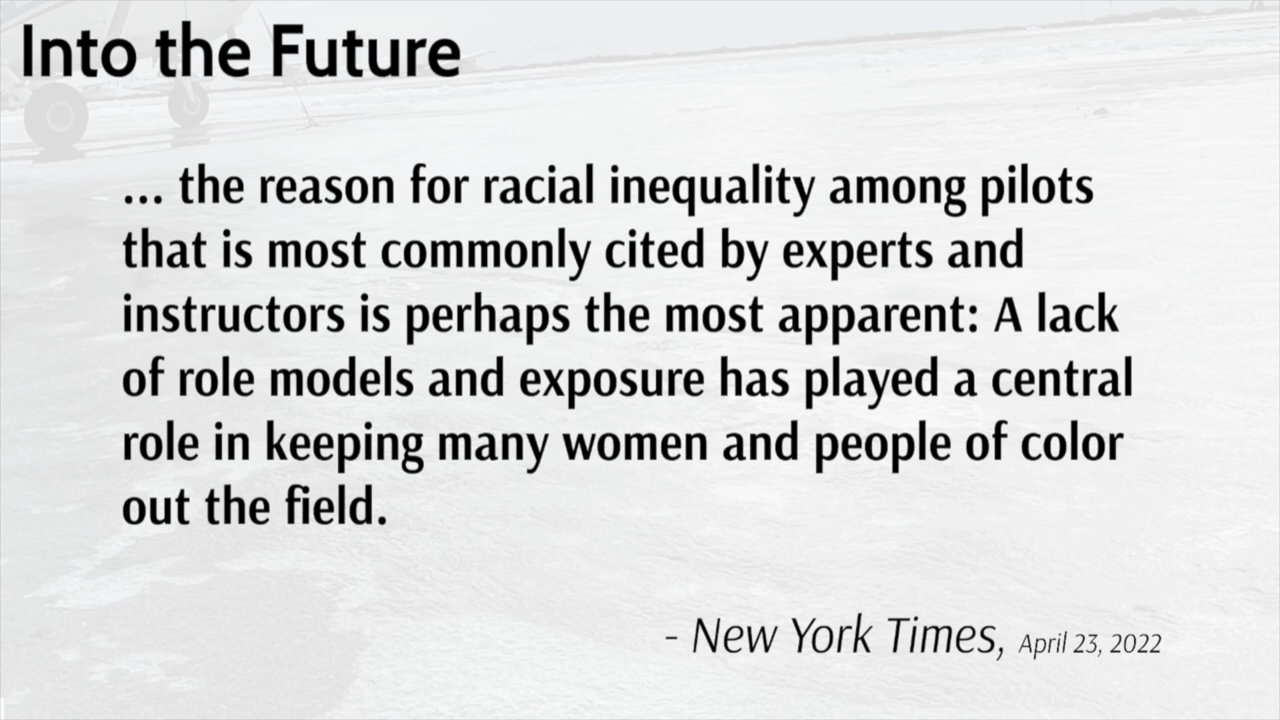 Into the Future
... the reason for racial inequality among pilots
that is most commonly cited by experts and
instructors is perhaps the most apparent: A lack
of role models and exposure has played a central
role in keeping many women and people of color
out the field.
- New York Times, April 23, 2022